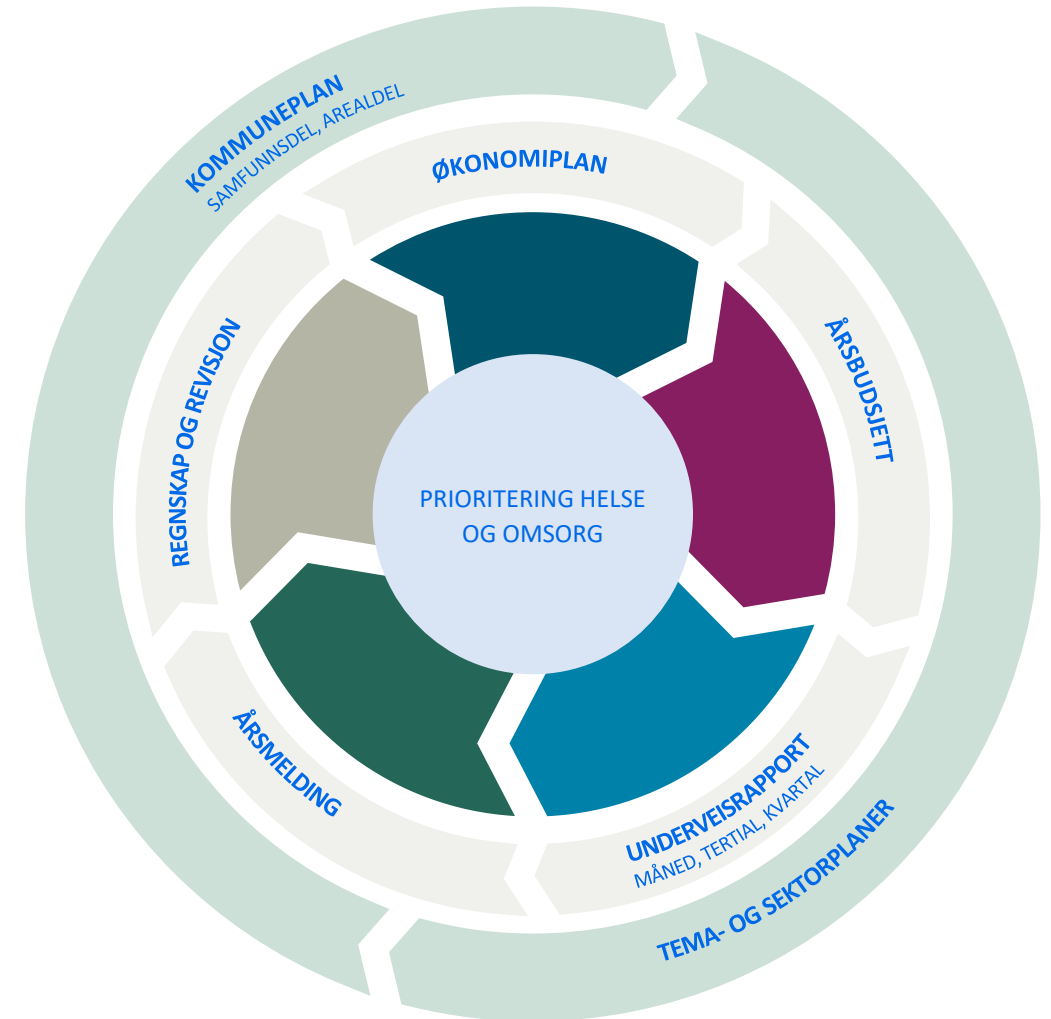 KOMMUNEPLAN
SAMFUNNSDEL, AREALDEL
ØKONOMIPLAN
ÅRSBUDSJETT
REGNSKAP OG REVISJON
PRIORITERING HELSE
OG OMSORG
ÅRSMELDING
UNDERVEISRAPPORT
MÅNED, TERTIAL, KVARTAL
TEMA- OG SEKTORPLANER